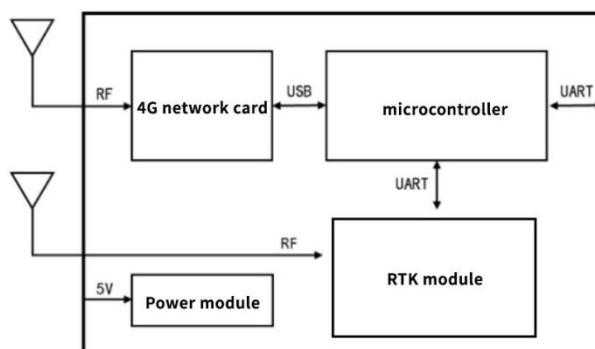 RF
4G network card
USB
microcontroller
UART
UART
RF
RTK module
5V
Power module